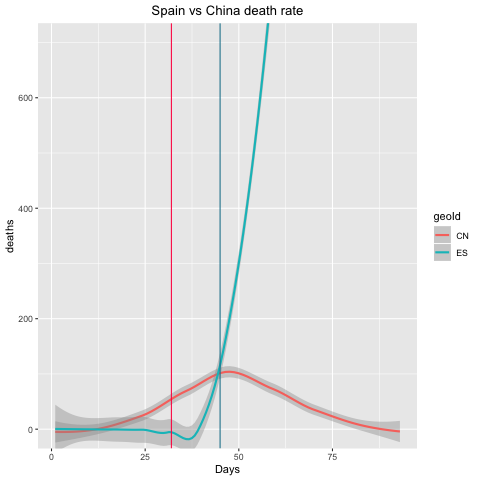 Spain vs China death rate
600
400
200
0
deaths
0 25 50 75
Days
geoId
CN
ES